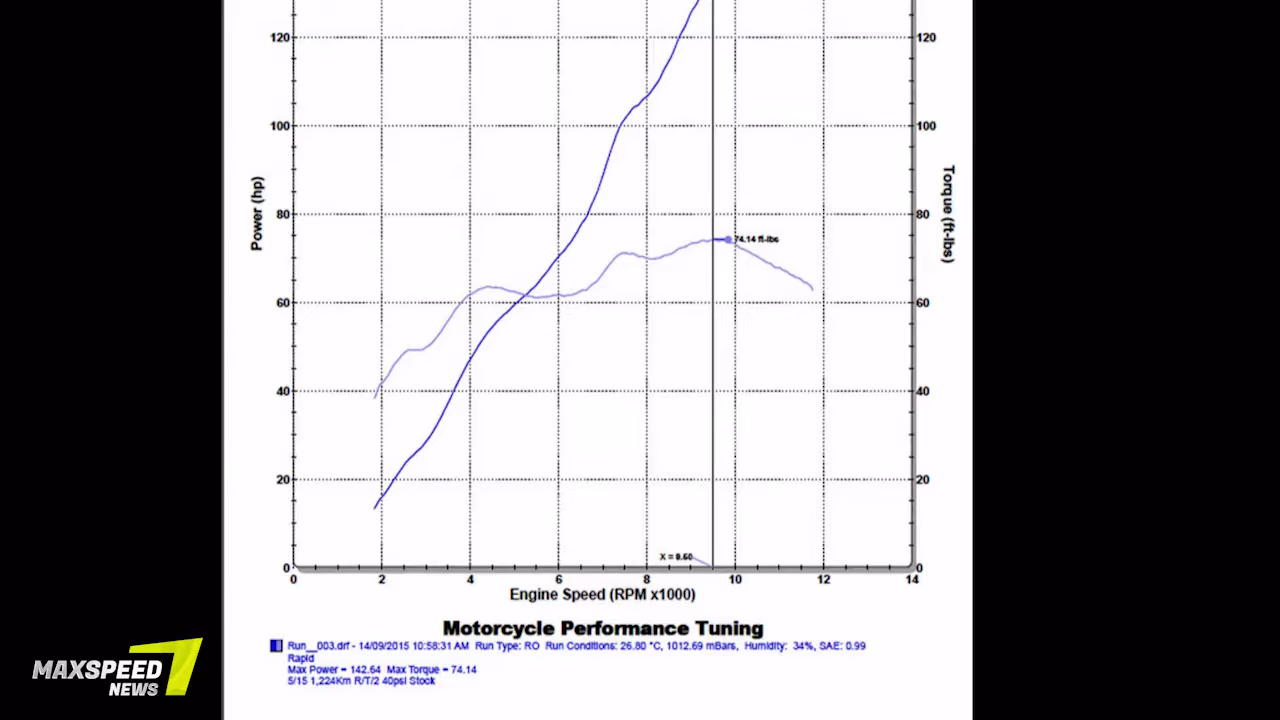 120
120
100
100
80
80
Power (hp)
Torque (ft-lbs)
74.14 ft-lbs
60
60
40
40
20
20
X = 9.50
0
0
0 2 4 6 8 10 12 14
Engine Speed (RPM x1000)
Motorcycle Performance Tuning
Run__003.drf - 14/09/2015 10:58:31 AM Run Type: RO Run Conditions: 26.80 °C, 1012.69 mBars, Humidity: 34%, SAE: 0.99
Rapid
Max Power = 142.64 Max Torque = 74.14
5/15 1,224Km R/T/2 40psi Stock
MAXSPEED
NEWS
7